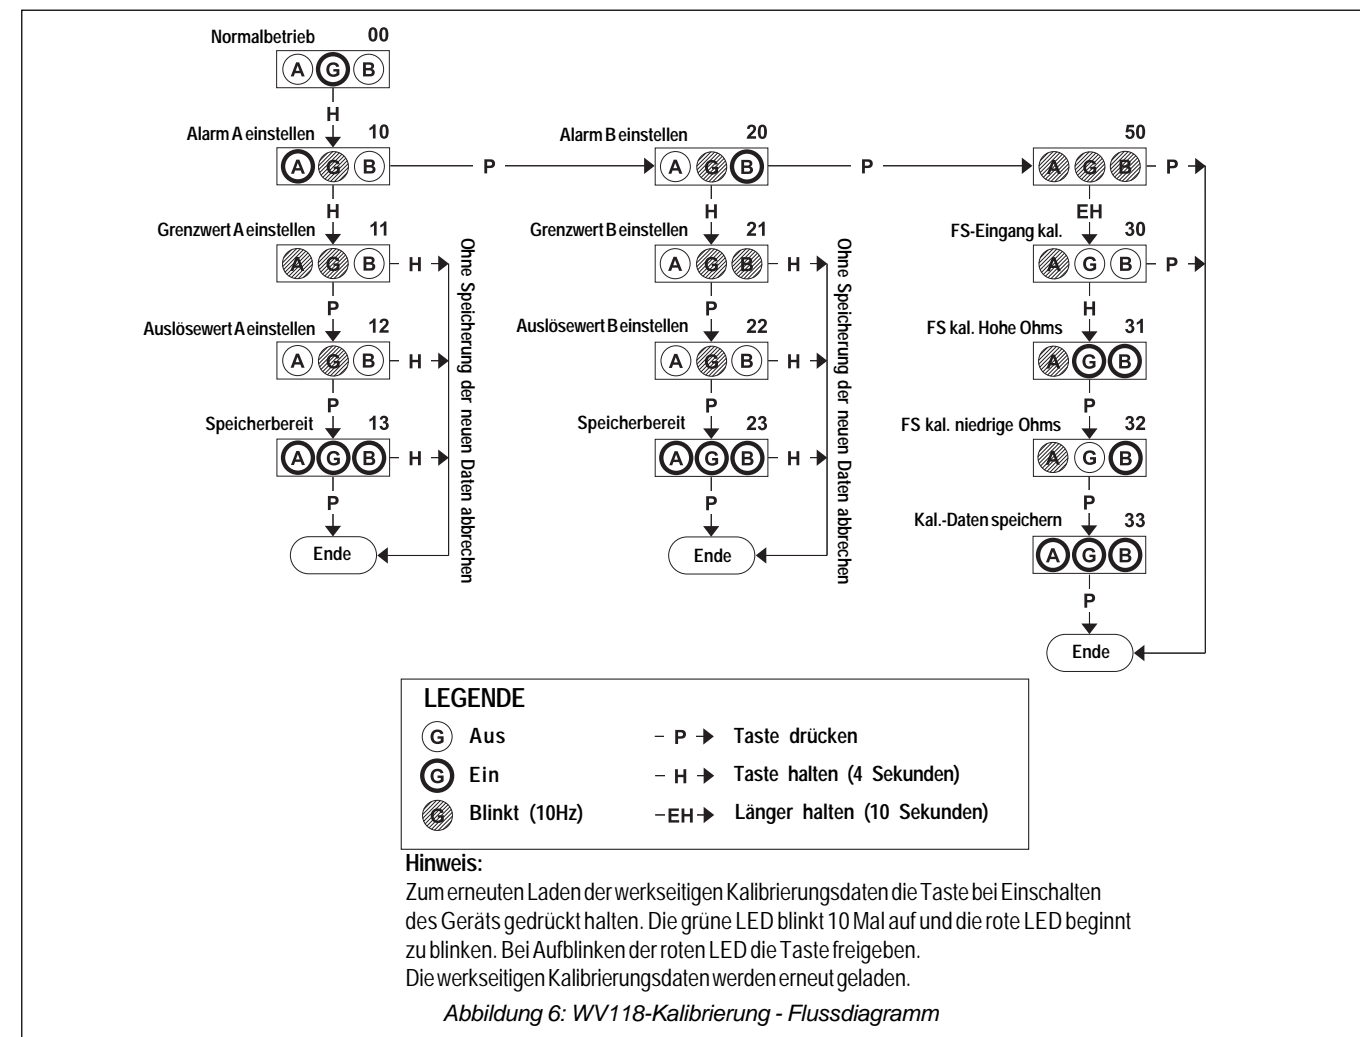 Normalbetrieb 00
A G B
H
Alarm A einstellen 10
A G B
P
Alarm B einstellen 20
A G B
P
50
A G B
P
H
H
EH
Grenzwert A einstellen 11
A G B
H
Grenzwert B einstellen 21
A G B
H
FS-Eingang kal. 30
A G B
P
P
P
H
Auslösewert A einstellen 12
A G B
H
Auslösewert B einstellen 22
A G B
H
FS kal. Hohe Ohms 31
A G B
P
P
P
Speicherbereit 13
A G B
H
Speicherbereit 23
A G B
H
FS kal. niedrige Ohms 32
A G B
P
P
P
Ohne Speicherung der neuen Daten abbrechen
Ohne Speicherung der neuen Daten abbrechen
Kal.-Daten speichern 33
A G B
Ende
Ende
P
Ende
LEGENDE
G Aus
P Taste drücken
G Ein
H Taste halten (4 Sekunden)
G Blinkt (10Hz)
EH Länger halten (10 Sekunden)
Hinweis:
Zum erneuten Laden der werkseitigen Kalibrierungsdaten die Taste bei Einschalten
des Geräts gedrückt halten. Die grüne LED blinkt 10 Mal auf und die rote LED beginnt
zu blinken. Bei Aufblinken der roten LED die Taste freigeben.
Die werkseitigen Kalibrierungsdaten werden erneut geladen.
Abbildung 6: WV118-Kalibrierung - Flussdiagramm